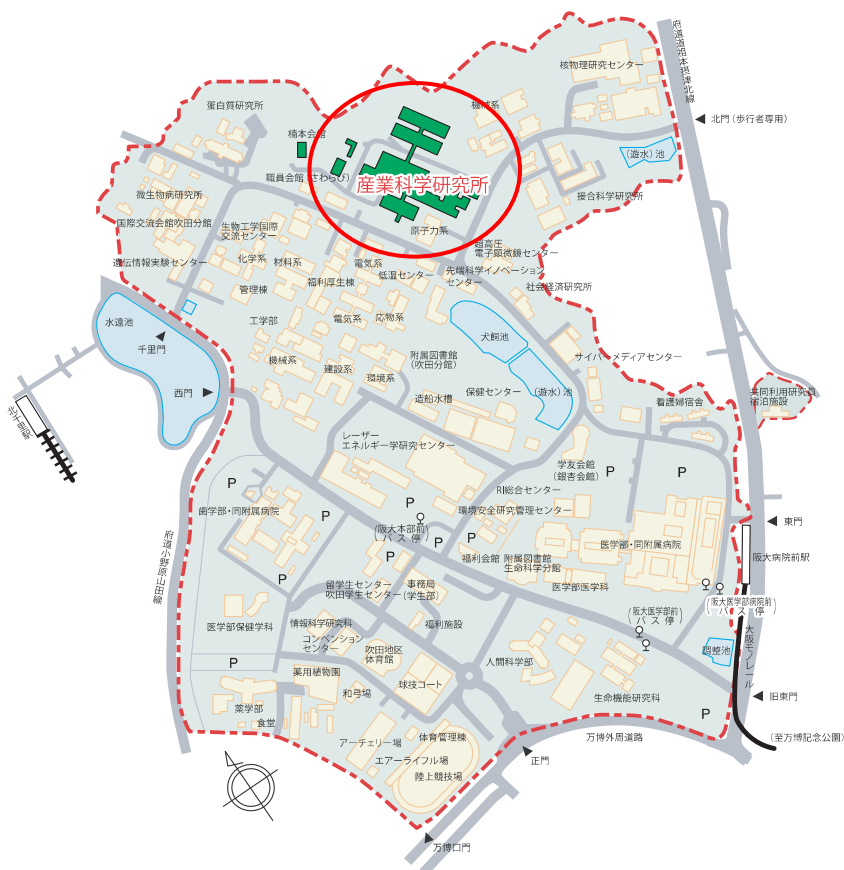 府道道祖本摂津北線
核物理研究センター
機械系
蛋白質研究所
北門(歩行者専用)
楠本会館
(遊水)池
職員会館(さわらび)
産業科学研究所
接合科学研究所
微生物病研究所
国際交流会館吹田分館
生物工学国際
交流センター
原子力系
超高圧
電子顕微鏡センター
遺伝情報実験センター
化学系
材料系
電気系
低温センター
先端科学イノベーション
センター
福利厚生棟
管理棟
社会経済研究所
水遠池
工学部
電気系
応物系
犬飼池
千里門
機械系
建設系
環境系
附属図書館
(吹田分館)
サイバーメディアセンター
西門
造船水槽
保健センター
(遊水)池
看護婦宿舎
共同利用研究員
宿泊施設
北千里駅
レーザー
エネルギー学研究センター
学友会館
(銀杏会館)
P
P
P
RI総合センター
P
歯学部・同附属病院
P
環境安全研究管理センター
(阪大本部前)
バス停
P
P
東門
医学部・同附属病院
府道小野原山田線
P
福利会館
附属図書館
生命科学分館
阪大病院前駅
P
留学生センター
吹田学生センター
事務局
(学生部)
医学部医学科
(阪大医学部病院前)
バス停
医学部保健学科
情報科学研究科
コンベンション
センター
福利施設
(阪大医学部前)
バス停
大阪モノレール
吹田地区
体育館
調整池
P
薬用植物園
人間科学部
和弓場
球技コート
生命機能研究科
旧東門
薬学部
食堂
P
アーチェリー場
体育管理棟
万博外周道路
(至万博記念公園)
エアーライフル場
正門
陸上競技場
万博口門